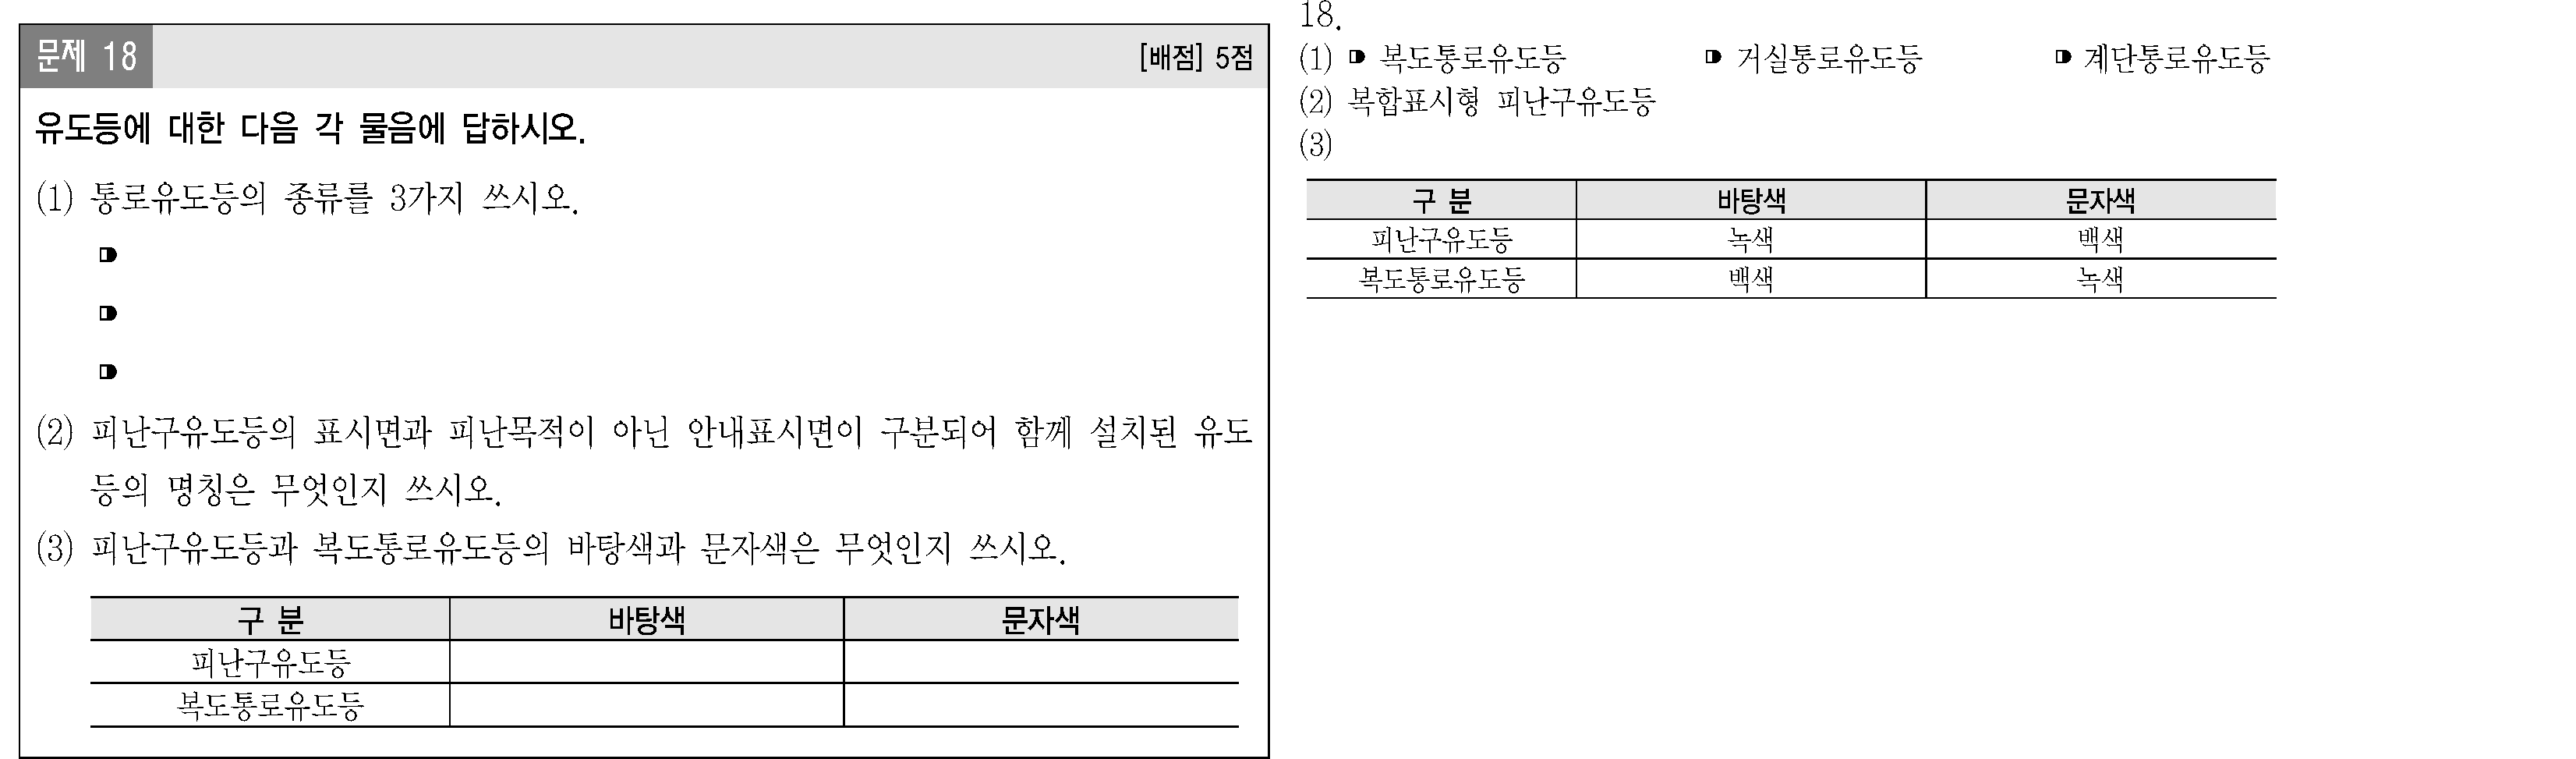 문제 18
[배점] 5점
유도등에 대한 다음 각 물음에 답하시오.
(1) 통로유도등의 종류를 3가지 쓰시오.
(2) 피난구유도등의 표시면과 피난목적이 아닌 안내표시면이 구분되어 함께 설치된 유도
등의 명칭은 무엇인지 쓰시오.
(3) 피난구유도등과 복도통로유도등의 바탕색과 문자색은 무엇인지 쓰시오.
구 분 바탕색 문자색
피난구유도등
복도통로유도등
18.
(1) 복도통로유도등 거실통로유도등 계단통로유도등
(2) 복합표시형 피난구유도등
(3)
구 분 바탕색 문자색
피난구유도등 녹색 백색
복도통로유도등 백색 녹색